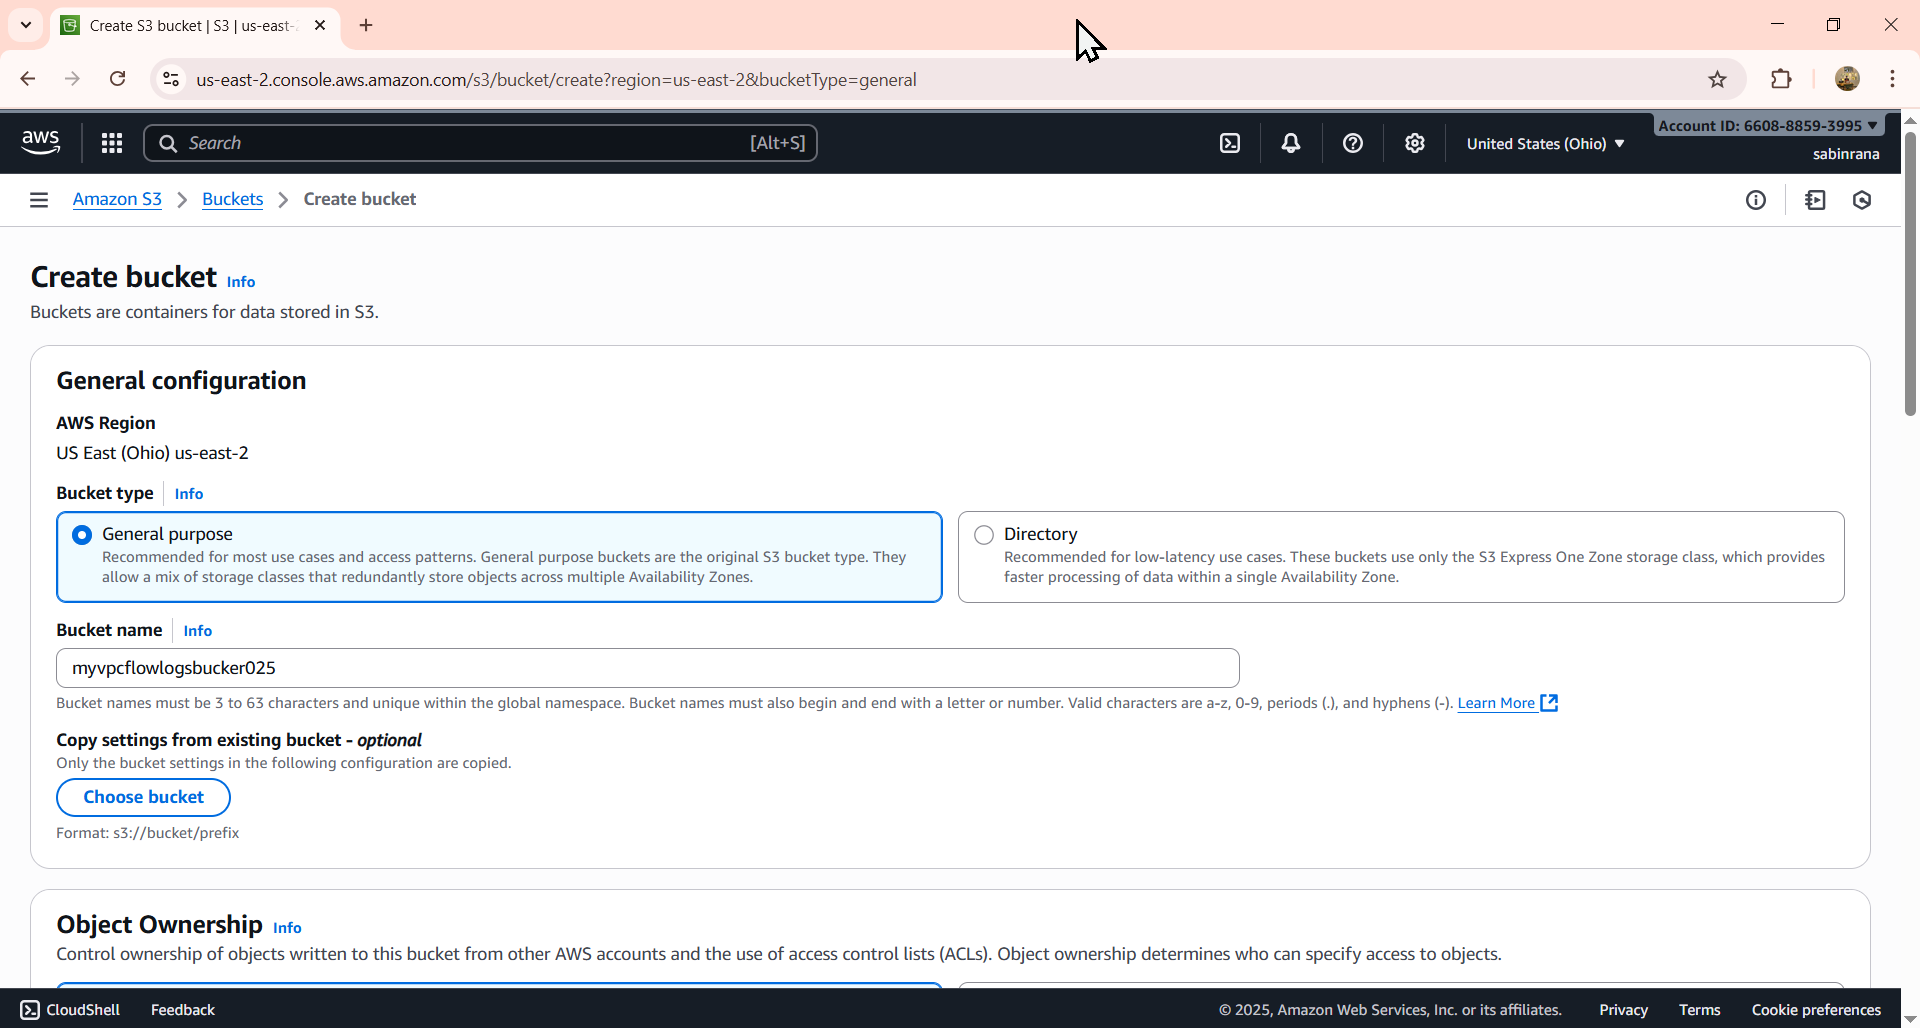 Create S3 bucket | S3 | us-east-
us-east-2.console.aws.amazon.com/s3/bucket/create?region=us-east-2&bucketType=general
aws
Search
[Alt+S]
United States (Ohio) ▼
Account ID: 6608-8859-3995 ▼
sabinrana
Amazon S3 > Buckets > Create bucket
Create bucket Info
Buckets are containers for data stored in S3.
General configuration
AWS Region
US East (Ohio) us-east-2
Bucket type Info
General purpose
Recommended for most use cases and access patterns. General purpose buckets are the original S3 bucket type. They
allow a mix of storage classes that redundantly store objects across multiple Availability Zones.
Directory
Recommended for low-latency use cases. These buckets use only the S3 Express One Zone storage class, which provides
faster processing of data within a single Availability Zone.
Bucket name Info
myvpcflowlogsbucker025
Bucket names must be 3 to 63 characters and unique within the global namespace. Bucket names must also begin and end with a letter or number. Valid characters are a-z, 0-9, periods (.), and hyphens (-). Learn More
Copy settings from existing bucket - optional
Only the bucket settings in the following configuration are copied.
Choose bucket
Format: s3://bucket/prefix
Object Ownership Info
Control ownership of objects written to this bucket from other AWS accounts and the use of access control lists (ACLs). Object ownership determines who can specify access to objects.
CloudShell Feedback © 2025, Amazon Web Services, Inc. or its affiliates. Privacy Terms Cookie preferences